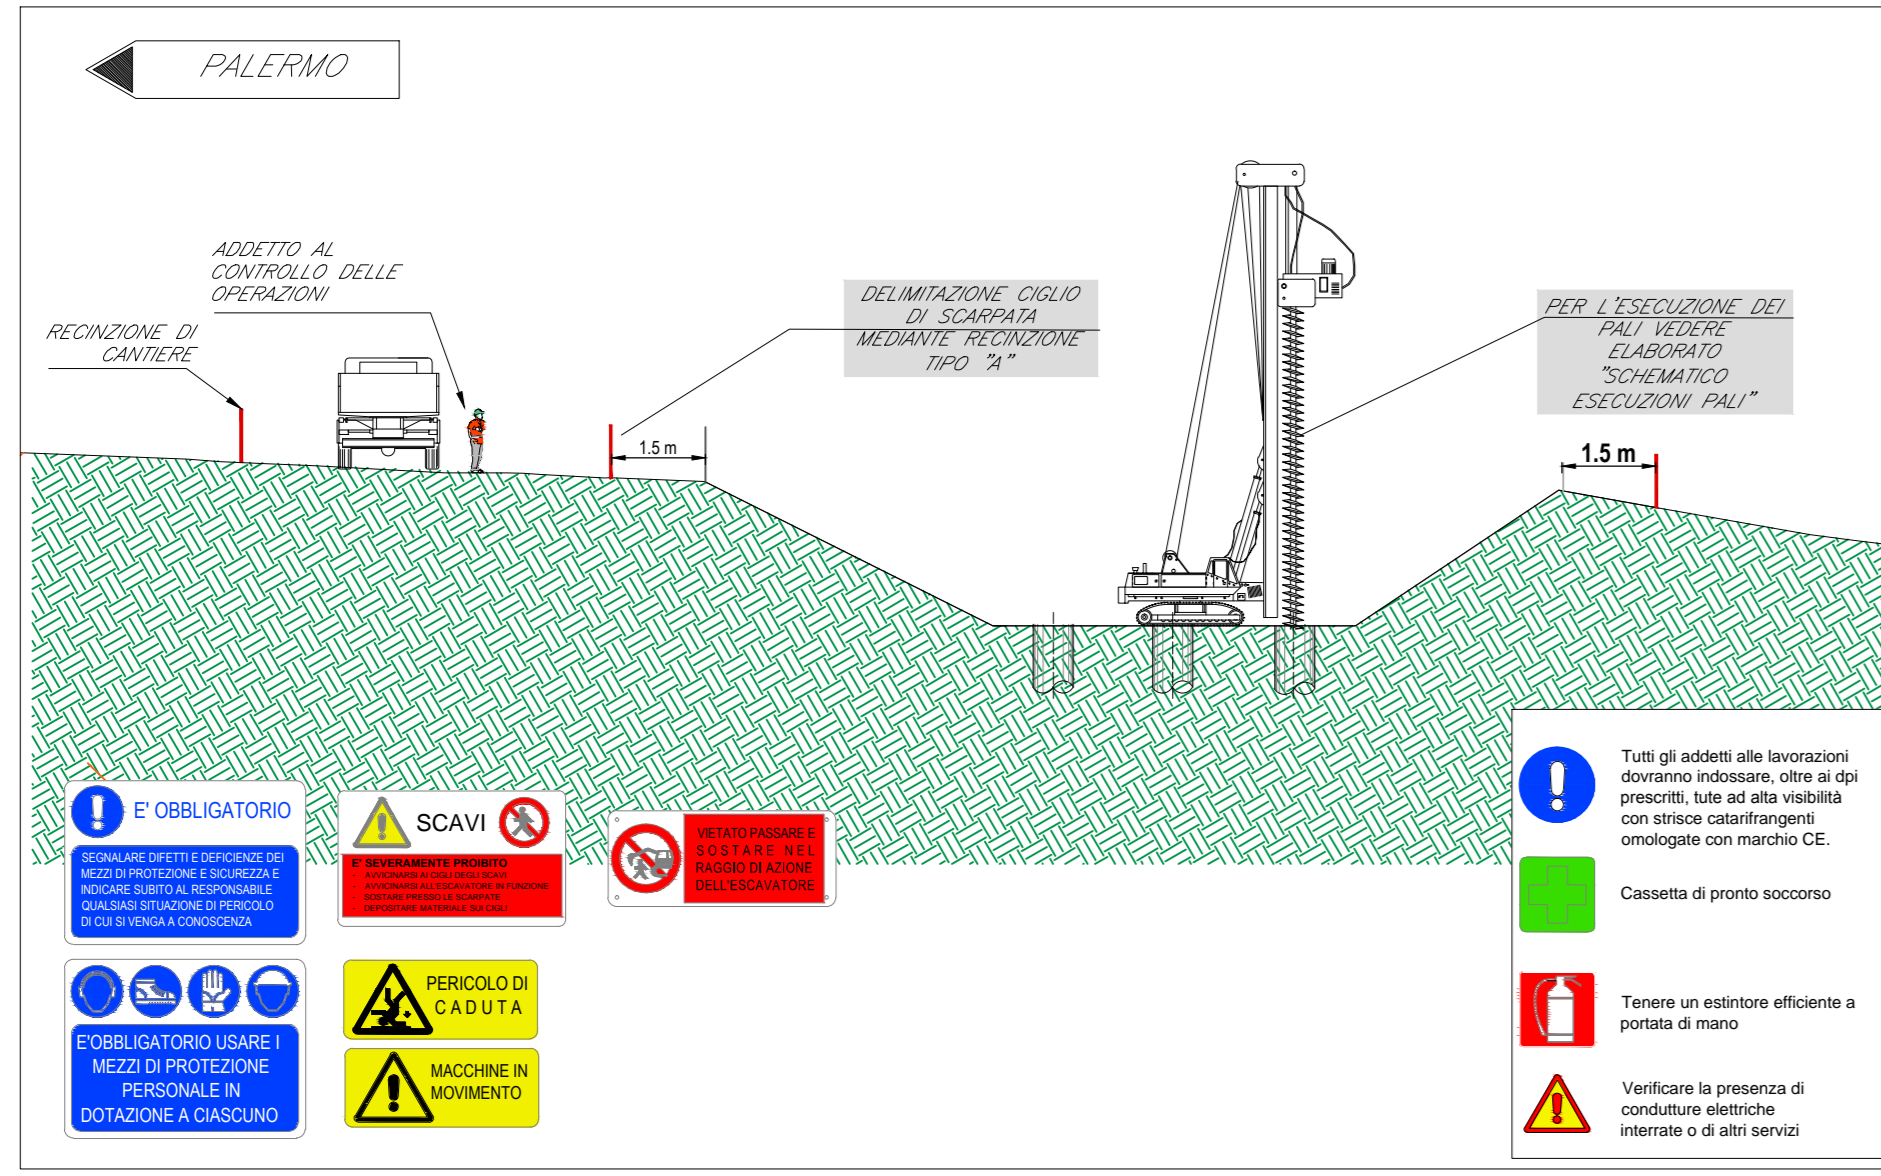 PALERMO
ADDETTO AL
CONTROLLO DELLE
OPERAZIONI
RECINZIONE DI
CANTIERE
DELIMITAZIONE CIGLIO
DI SCARPATA
MEDIANTE RECINZIONE
TIPO "A"
PER L'ESECUZIONE DEI
PALI VEDERE
ELABORATO
"SCHEMATICO
ESECUZIONI PALI"
1.5 m
1.5 m
E' OBBLIGATORIO
SEGNALARE DIFETTI E DEFICIENZE DEI
MEZZI DI PROTEZIONE E SICUREZZA E
INDICARE SUBITO AL RESPONSABILE
QUALSIASI SITUAZIONE DI PERICOLO
DI CUI SI VENGA A CONOSCENZA
SCAVI
E' SEVERAMENTE PROIBITO
- AVVICINARSI AI CIGLI DEGLI SCAVI
- AVVICINARSI ALL'ESCAVATORE IN FUNZIONE
- SOSTARE PRESSO LE SCARPATE
- DEPOSITARE MATERIALE SUI CIGLI
VIETATO PASSARE E
SOSTARE NEL
RAGGIO DI AZIONE
DELL'ESCAVATORE
E'OBBLIGATORIO USARE I
MEZZI DI PROTEZIONE
PERSONALE IN
DOTAZIONE A CIASCUNO
PERICOLO DI
CADUTA
MACCHINE IN
MOVIMENTO
Tutti gli addetti alle lavorazioni
dovranno indossare, oltre ai dpi
prescritti, tute ad alta visibilità
con strisce catarifrangenti
omologate con marchio CE.
Cassetta di pronto soccorso
Tenere un estintore efficiente a
portata di mano
Verificare la presenza di
condutture elettriche
interrate o di altri servizi